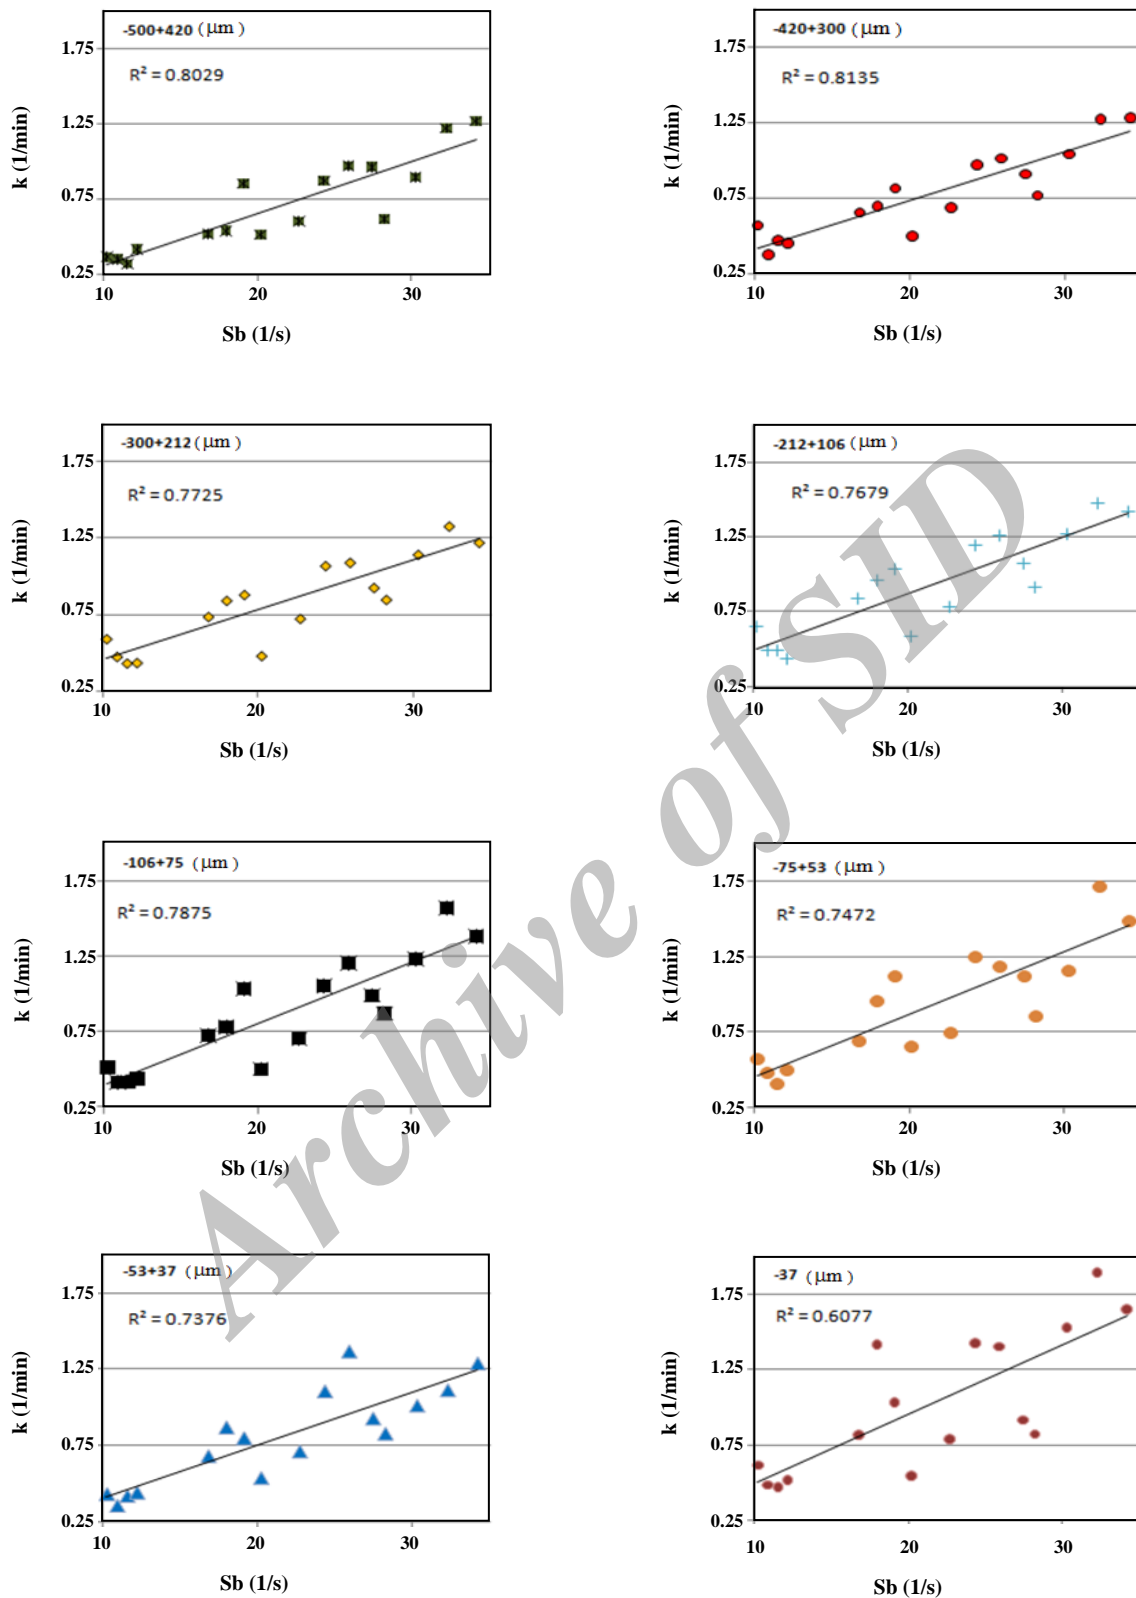 -500+420 (μm)
R² = 0.8029
1.75
1.25
0.75
0.25
10 20 30
k (1/min)
Sb (1/s)
-420+300 (μm)
R² = 0.8135
1.75
1.25
0.75
0.25
10 20 30
k (1/min)
Sb (1/s)
-300+212 (μm)
R² = 0.7725
1.75
1.25
0.75
0.25
10 20 30
k (1/min)
Sb (1/s)
-212+106 (μm)
R² = 0.7679
1.75
1.25
0.75
0.25
10 20 30
k (1/min)
Sb (1/s)
-106+75 (μm)
R² = 0.7875
1.75
1.25
0.75
0.25
10 20 30
k (1/min)
Sb (1/s)
-75+53 (μm)
R² = 0.7472
1.75
1.25
0.75
0.25
10 20 30
k (1/min)
Sb (1/s)
-53+37 (μm)
R² = 0.7376
1.75
1.25
0.75
0.25
10 20 30
k (1/min)
Sb (1/s)
-37 (μm)
R² = 0.6077
1.75
1.25
0.75
0.25
10 20 30
k (1/min)
Sb (1/s)
Archive of SID